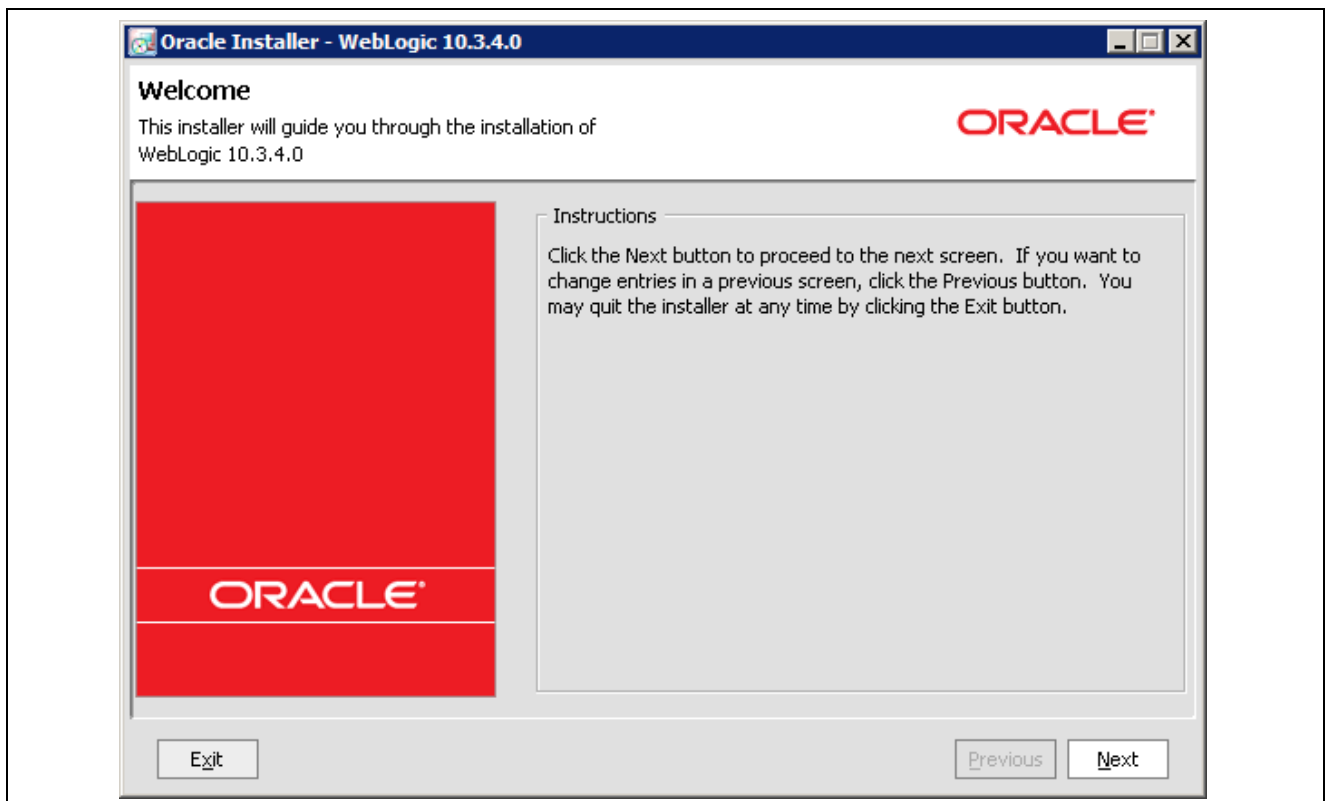 Oracle Installer - WebLogic 10.3.4.0
Welcome
This installer will guide you through the installation of
WebLogic 10.3.4.0
ORACLE
Instructions
Click the Next button to proceed to the next screen.  If you want to
change entries in a previous screen, click the Previous button.  You
may quit the installer at any time by clicking the Exit button.
ORACLE
Exit
Previous
Next